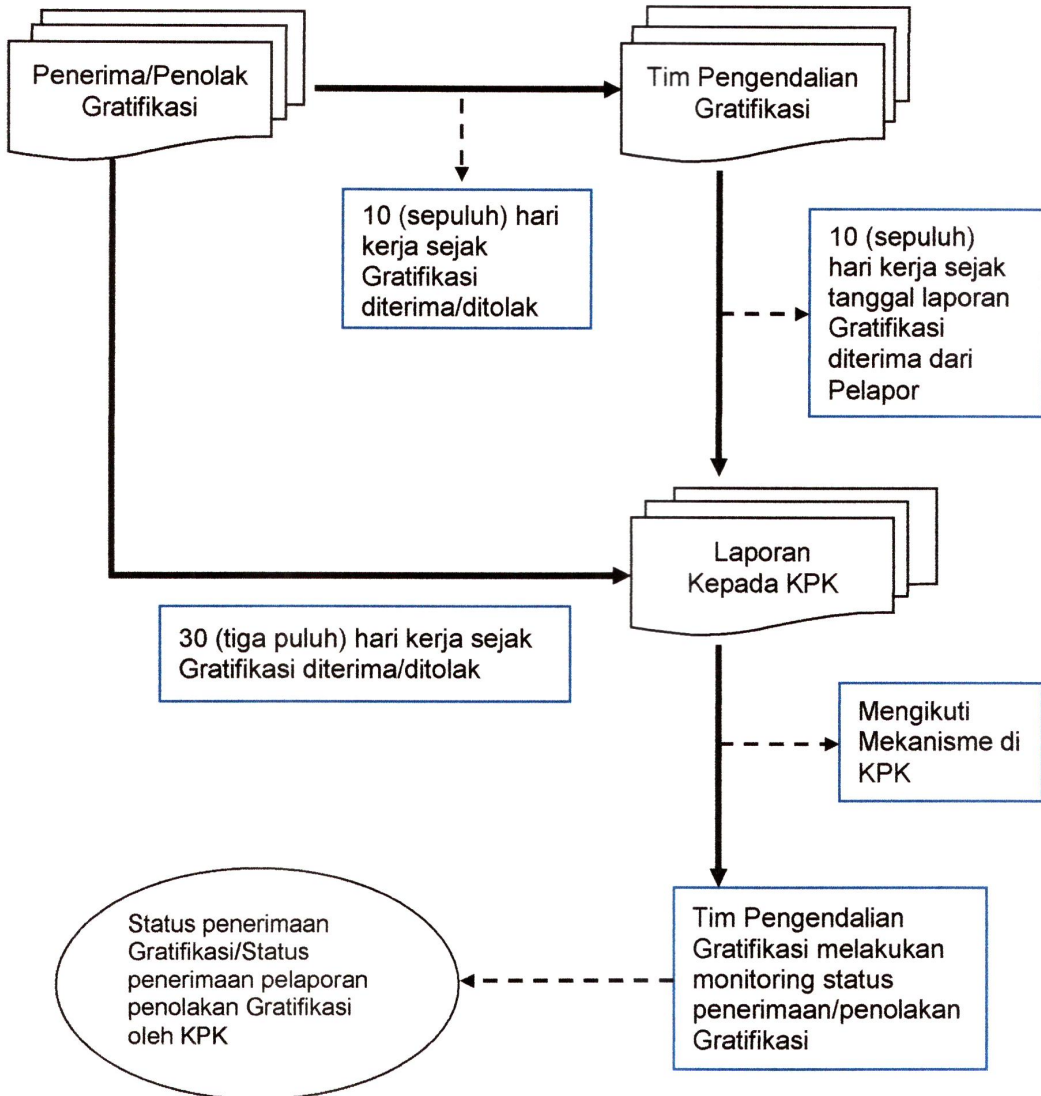 Penerima/Penolak
Gratifikasi
Tim Pengendalian
Gratifikasi
10 (sepuluh) hari
kerja sejak
Gratifikasi
diterima/ditolak
10 (sepuluh)
hari kerja sejak
tanggal laporan
Gratifikasi
diterima dari
Pelapor
Laporan
Kepada KPK
30 (tiga puluh) hari kerja sejak
Gratifikasi diterima/ditolak
Mengikuti
Mekanisme di
KPK
Tim Pengendalian
Gratifikasi melakukan
monitoring status
penerimaan/penolakan
Gratifikasi
Status penerimaan
Gratifikasi/Status
penerimaan pelaporan
penolakan Gratifikasi
oleh KPK